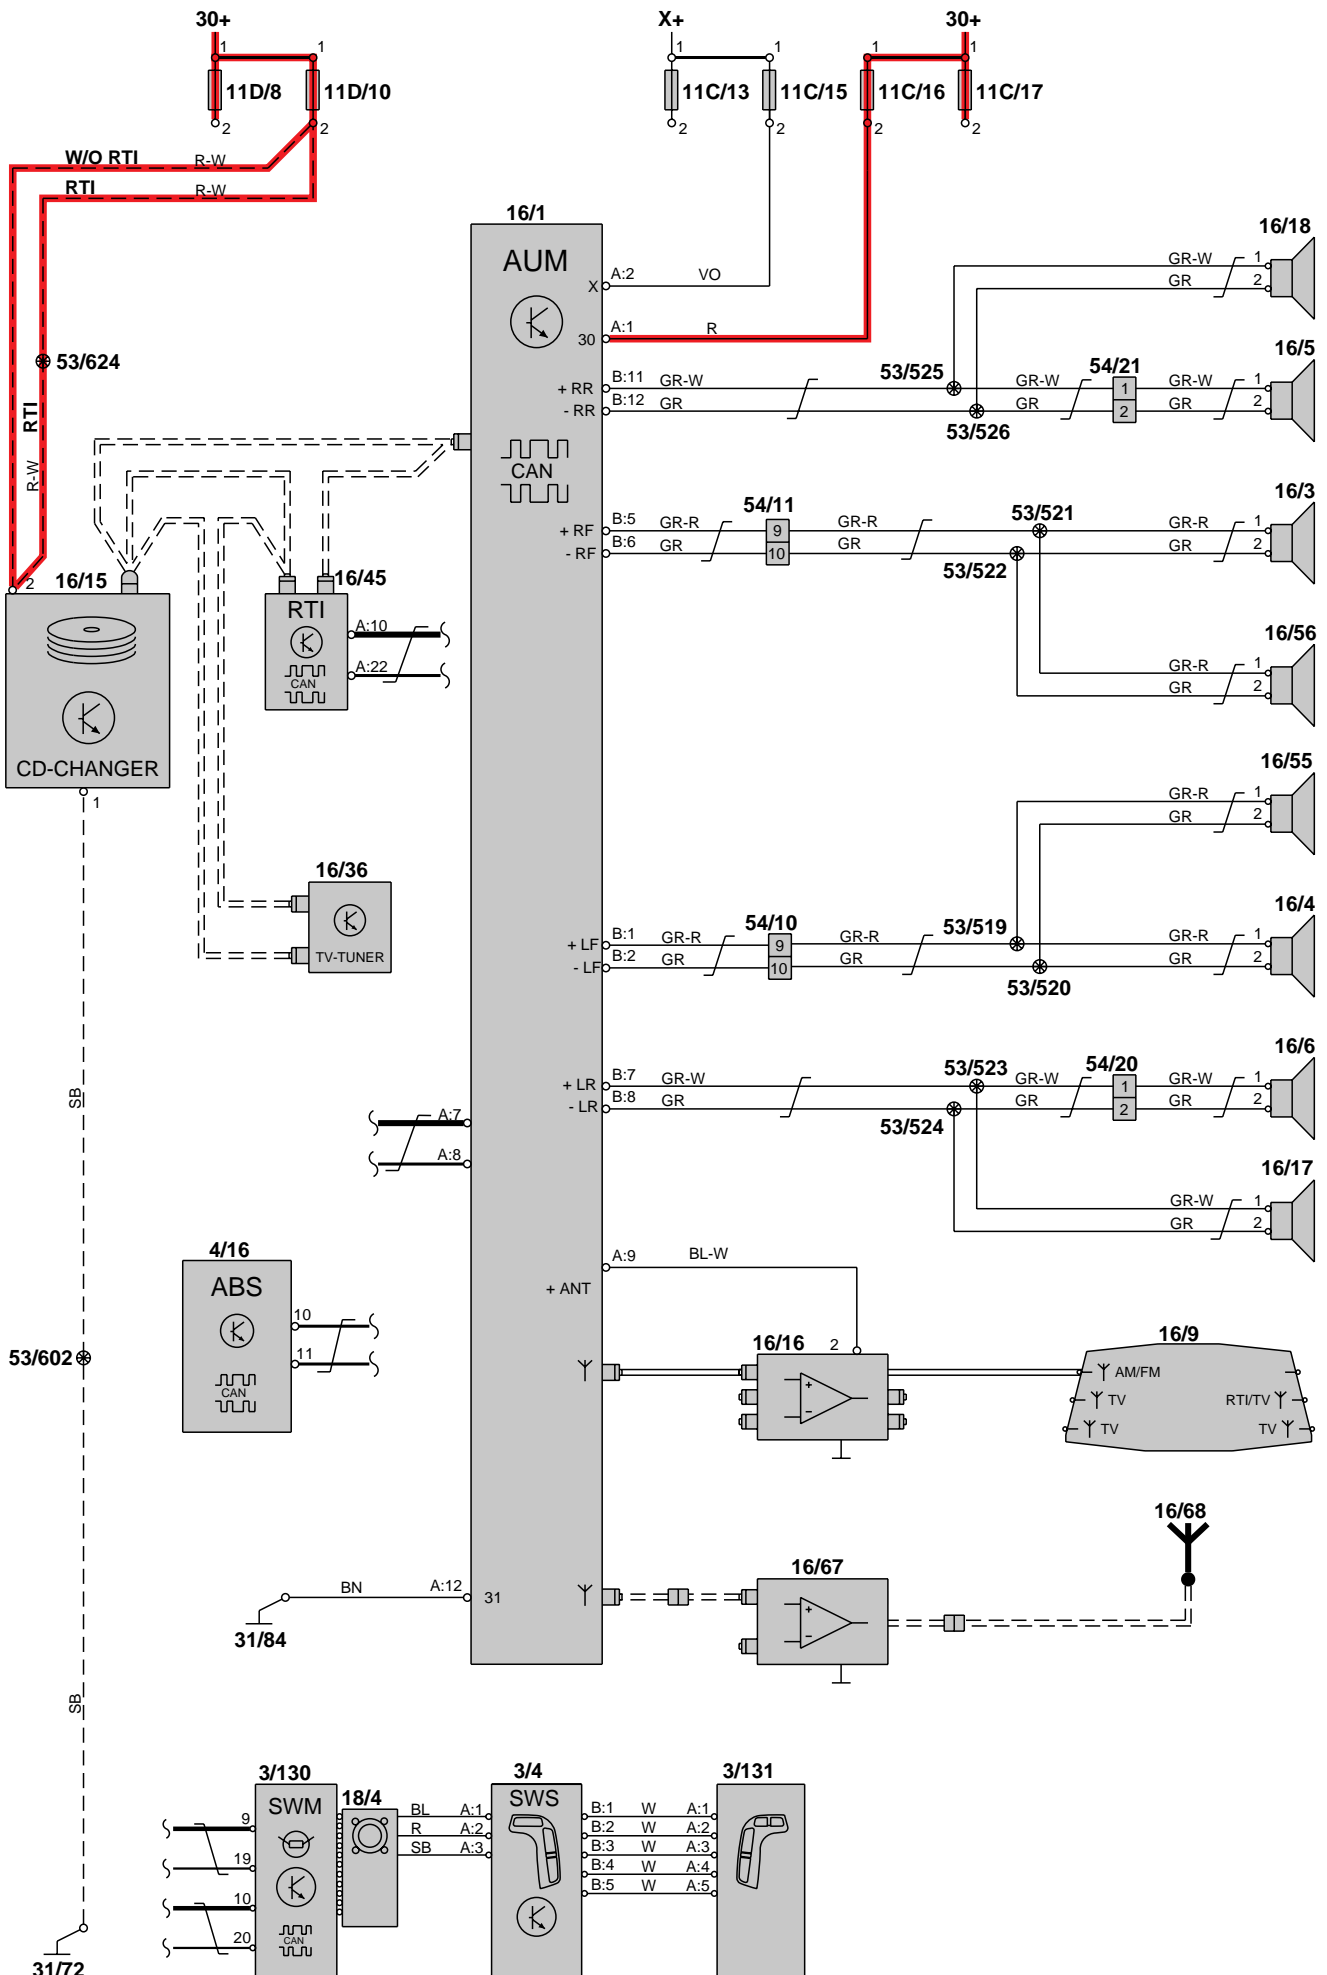 30+ X+ 30+
1 1 1 1 1 1
11D/8 11D/10 11C/13 11C/15 11C/16 11C/17
2 2 2 2 2 2
W/O RTI R-W
RTI R-W
16/1
AUM
X A:2 VO
30 A:1 R
16/18
GR-W 1
GR 2
53/525 54/21 16/5
+ RR B:11 GR-W GR-W 1 GR-W 1
- RR B:12 GR GR 2 GR 2
53/526
53/624
RTI
R-W
CAN
54/11 53/521 16/3
+ RF B:5 GR-R 9 GR-R GR-R 1
- RF B:6 GR 10 GR GR 2
53/522
2 16/15 16/45
RTI
A:10
CAN
A:22
16/56
GR-R 1
GR 2
CD-CHANGER
1
16/55
GR-R 1
GR 2
16/36
TV-TUNER
54/10 53/519 16/4
+ LF B:1 GR-R 9 GR-R GR-R 1
- LF B:2 GR 10 GR GR 2
53/520
SB
53/523 54/20 16/6
+ LR B:7 GR-W GR-W 1 GR-W 1
- LR B:8 GR GR 2 GR 2
53/524
A:7
A:8
16/17
GR-W 1
GR 2
4/16
ABS
10
11
CAN
A:9 BL-W
+ ANT
53/602
16/16 2 16/9
AM/FM
TV RTI/TV
TV TV
16/68
16/67
BN A:12 31
31/84
SB
3/130 18/4 3/4 3/131
SWM SWS
9 BL A:1 B:1 W A:1
R A:2 B:2 W A:2
19 SB A:3 B:3 W A:3
B:4 W A:4
10 B:5 W A:5
CAN
20
31/72